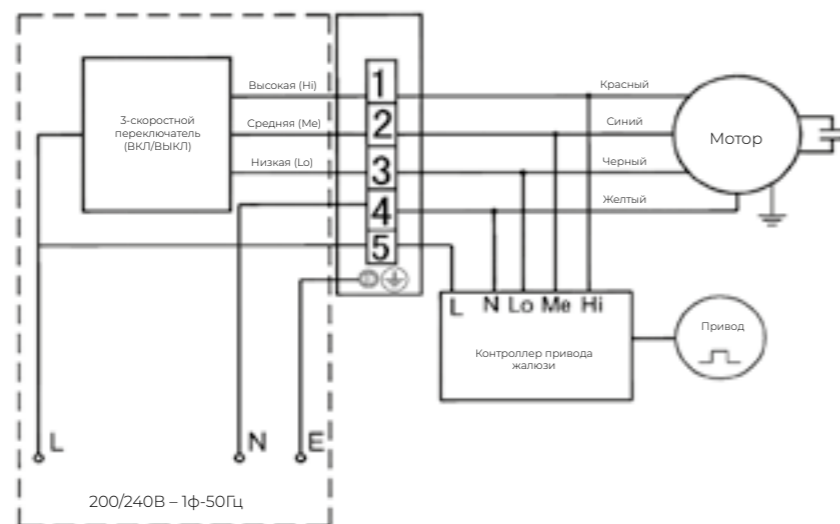 Высокая (Hi)
1
Красный
3-скоростной
переключатель
(ВКЛ/ВЫКЛ)
Средняя (Me)
2
Синий
Мотор
Низкая (Lo)
3
Черный
4
Желтый
5
L
N
Lo
Me
Hi
Контроллер привода
жалюзи
Привод
L
N
E
200/240В – 1ф-50Гц